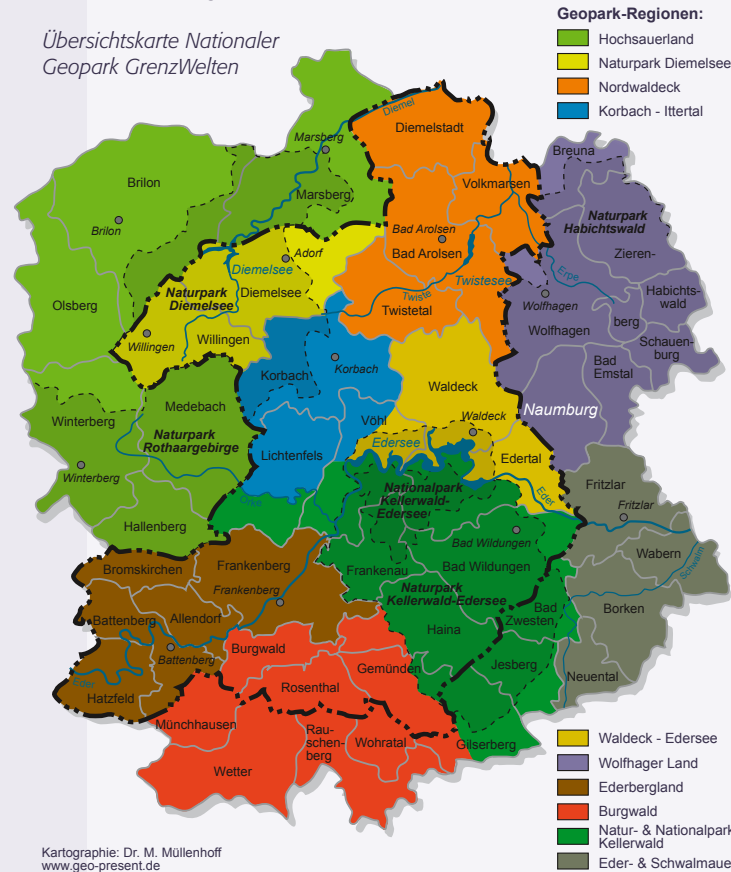 Geopark-Regionen:
Übersichtskarte Nationaler
Geopark GrenzWelten
Hochsauerland
Naturpark Diemelsee
Nordwaldeck
Korbach - Ittertal
Diemel
Diemelstadt
Marsberg
Breuna
Brilon
Marsberg
Volkmarsen
Naturpark
Habichtswald
Brilon
Bad Arolsen
Bad Arolsen
Zieren-
Adorf
Diemelsee
Erpe
Twistesee
Olsberg
Naturpark
Diemelsee
Diemelsee
Twiste
Habichts-
wald
Wolfhagen
Twistetal
berg
Willingen
Willingen
Wolfhagen
Schauen-
burg
Korbach
Korbach
Bad
Emstal
Waldeck
Medebach
Winterberg
Vöhl
Waldeck
Naumburg
Naturpark
Rothaargebirge
Edersee
Lichtenfels
Edertal
Winterberg
Nationalpark
Kellerwald-
Edersee
Fritzlar
Eder
Orke
Fritzlar
Hallenberg
Bad Wildungen
Wabern
Schwalm
Bromskirchen
Frankenberg
Frankenau
Bad Wildungen
Naturpark
Kellerwald-Edersee
Frankenberg
Borken
Battenberg
Allendorf
Bad
Zwesten
Haina
Burgwald
Battenberg
Gemünden
Jesberg
Neuental
Eder
Rosenthal
Hatzfeld
Münchhausen
Rau-
schen-
berg
Wohratal
Gilserberg
Wetter
Waldeck - Edersee
Wolfhager Land
Ederbergland
Burgwald
Natur- & Nationalpark
Kellerwald
Eder- & Schwalmaue
Kartographie: Dr. M. Müllenhoff
www.geo-present.de